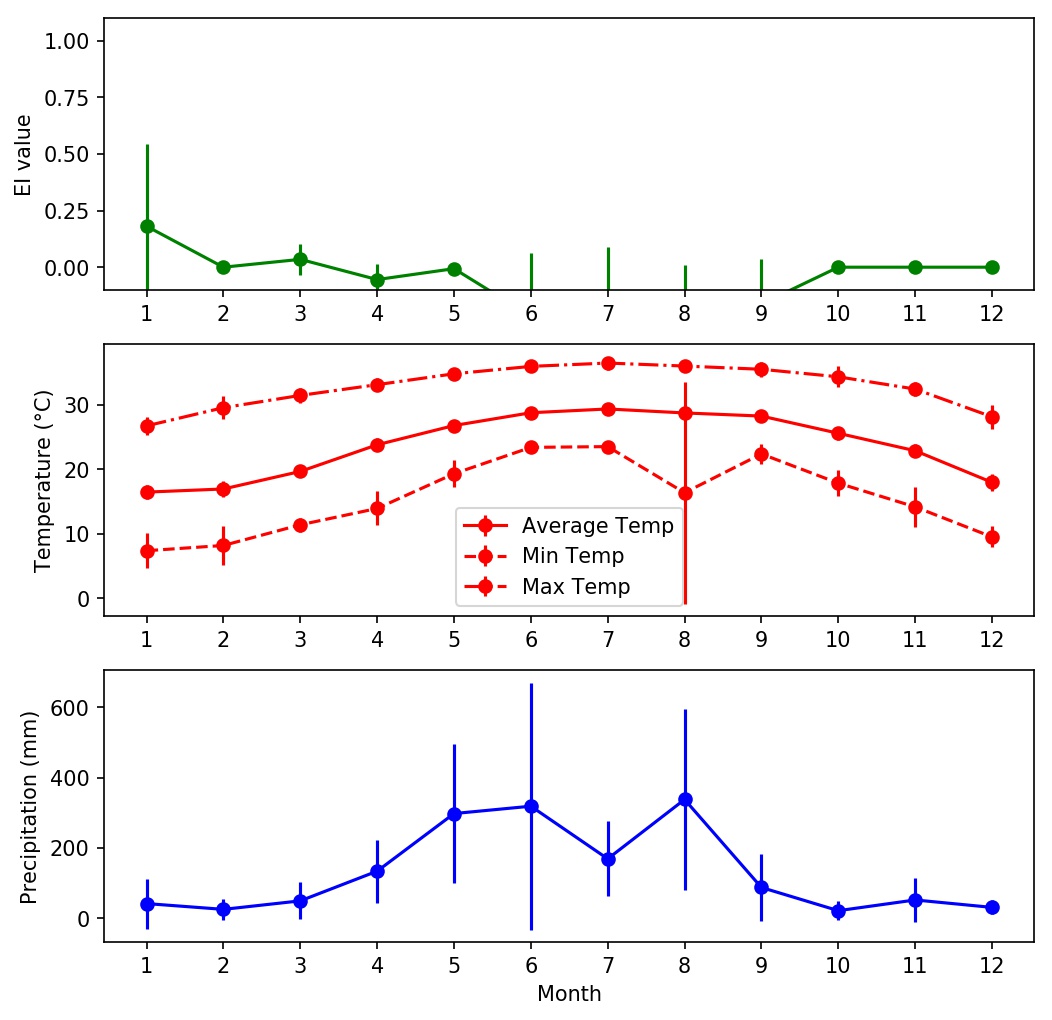 EI value
1.00
0.75
0.50
0.25
0.00
1 2 3 4 5 6 7 8 9 10 11 12
Temperature (°C)
30
20
10
0
Average Temp
Min Temp
Max Temp
1 2 3 4 5 6 7 8 9 10 11 12
Precipitation (mm)
600
400
200
0
1 2 3 4 5 6 7 8 9 10 11 12
Month